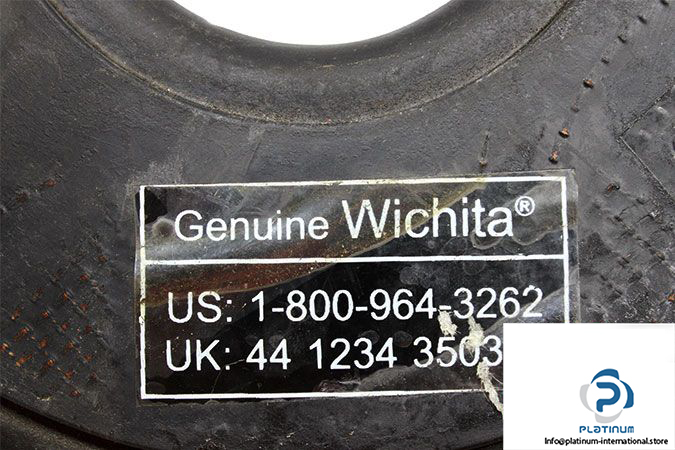 Genuine Wichita®
US: 1-800-964-3262
UK: 44 1234 3503
PLATINUM
Info@platinum-international.store